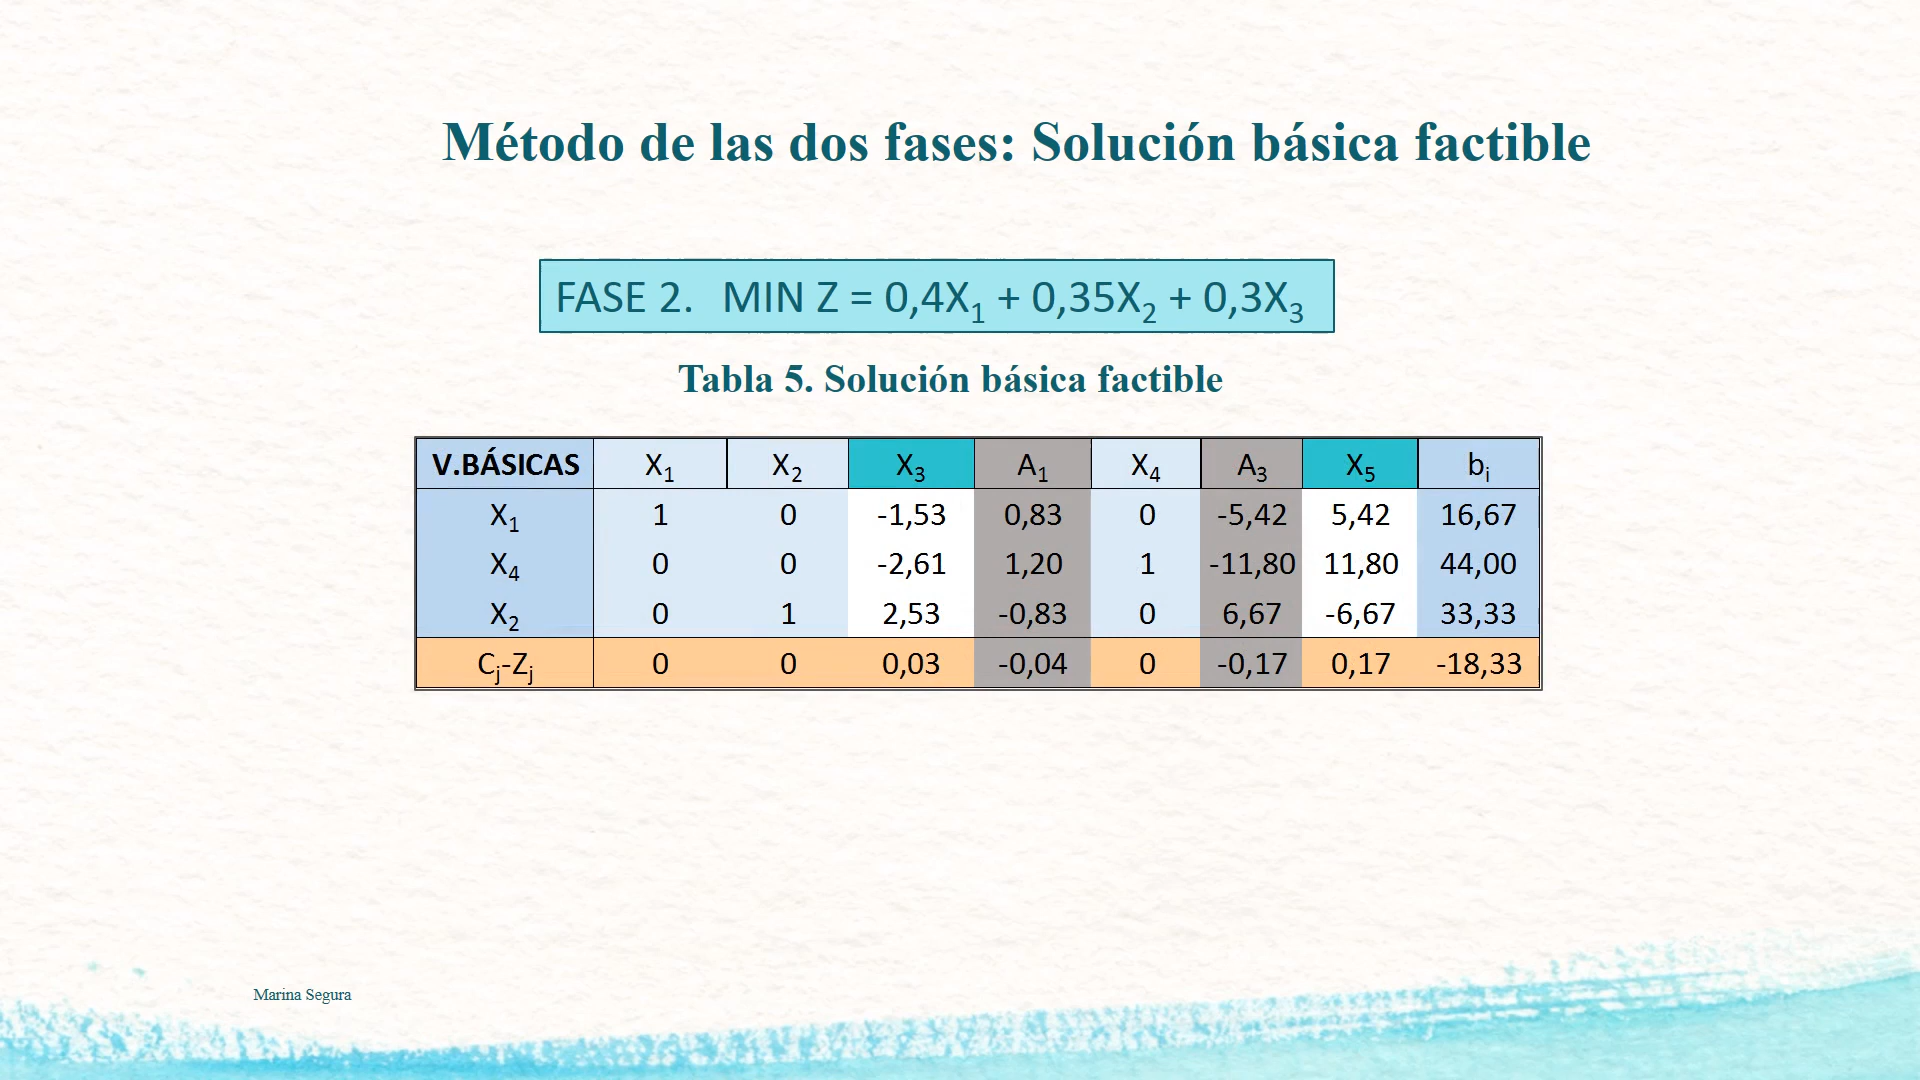 Método de las dos fases: Solución básica factible
FASE 2. MIN Z = 0,4X₁ + 0,35X₂ + 0,3X₃
Tabla 5. Solución básica factible
V.BÁSICAS X₁ X₂ X₃ A₁ X₄ A₃ X₅ bᵢ
X₁ 1 0 -1,53 0,83 0 -5,42 5,42 16,67
X₄ 0 0 -2,61 1,20 1 -11,80 11,80 44,00
X₂ 0 1 2,53 -0,83 0 6,67 -6,67 33,33
Cⱼ-Zⱼ 0 0 0,03 -0,04 0 -0,17 0,17 -18,33
Marina Segura